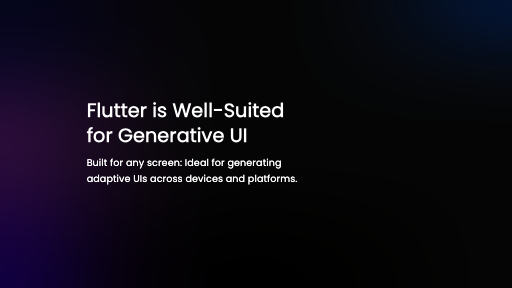 Flutter is Well-Suited
for Generative UI
Built for any screen: Ideal for generating
adaptive UIs across devices and platforms.